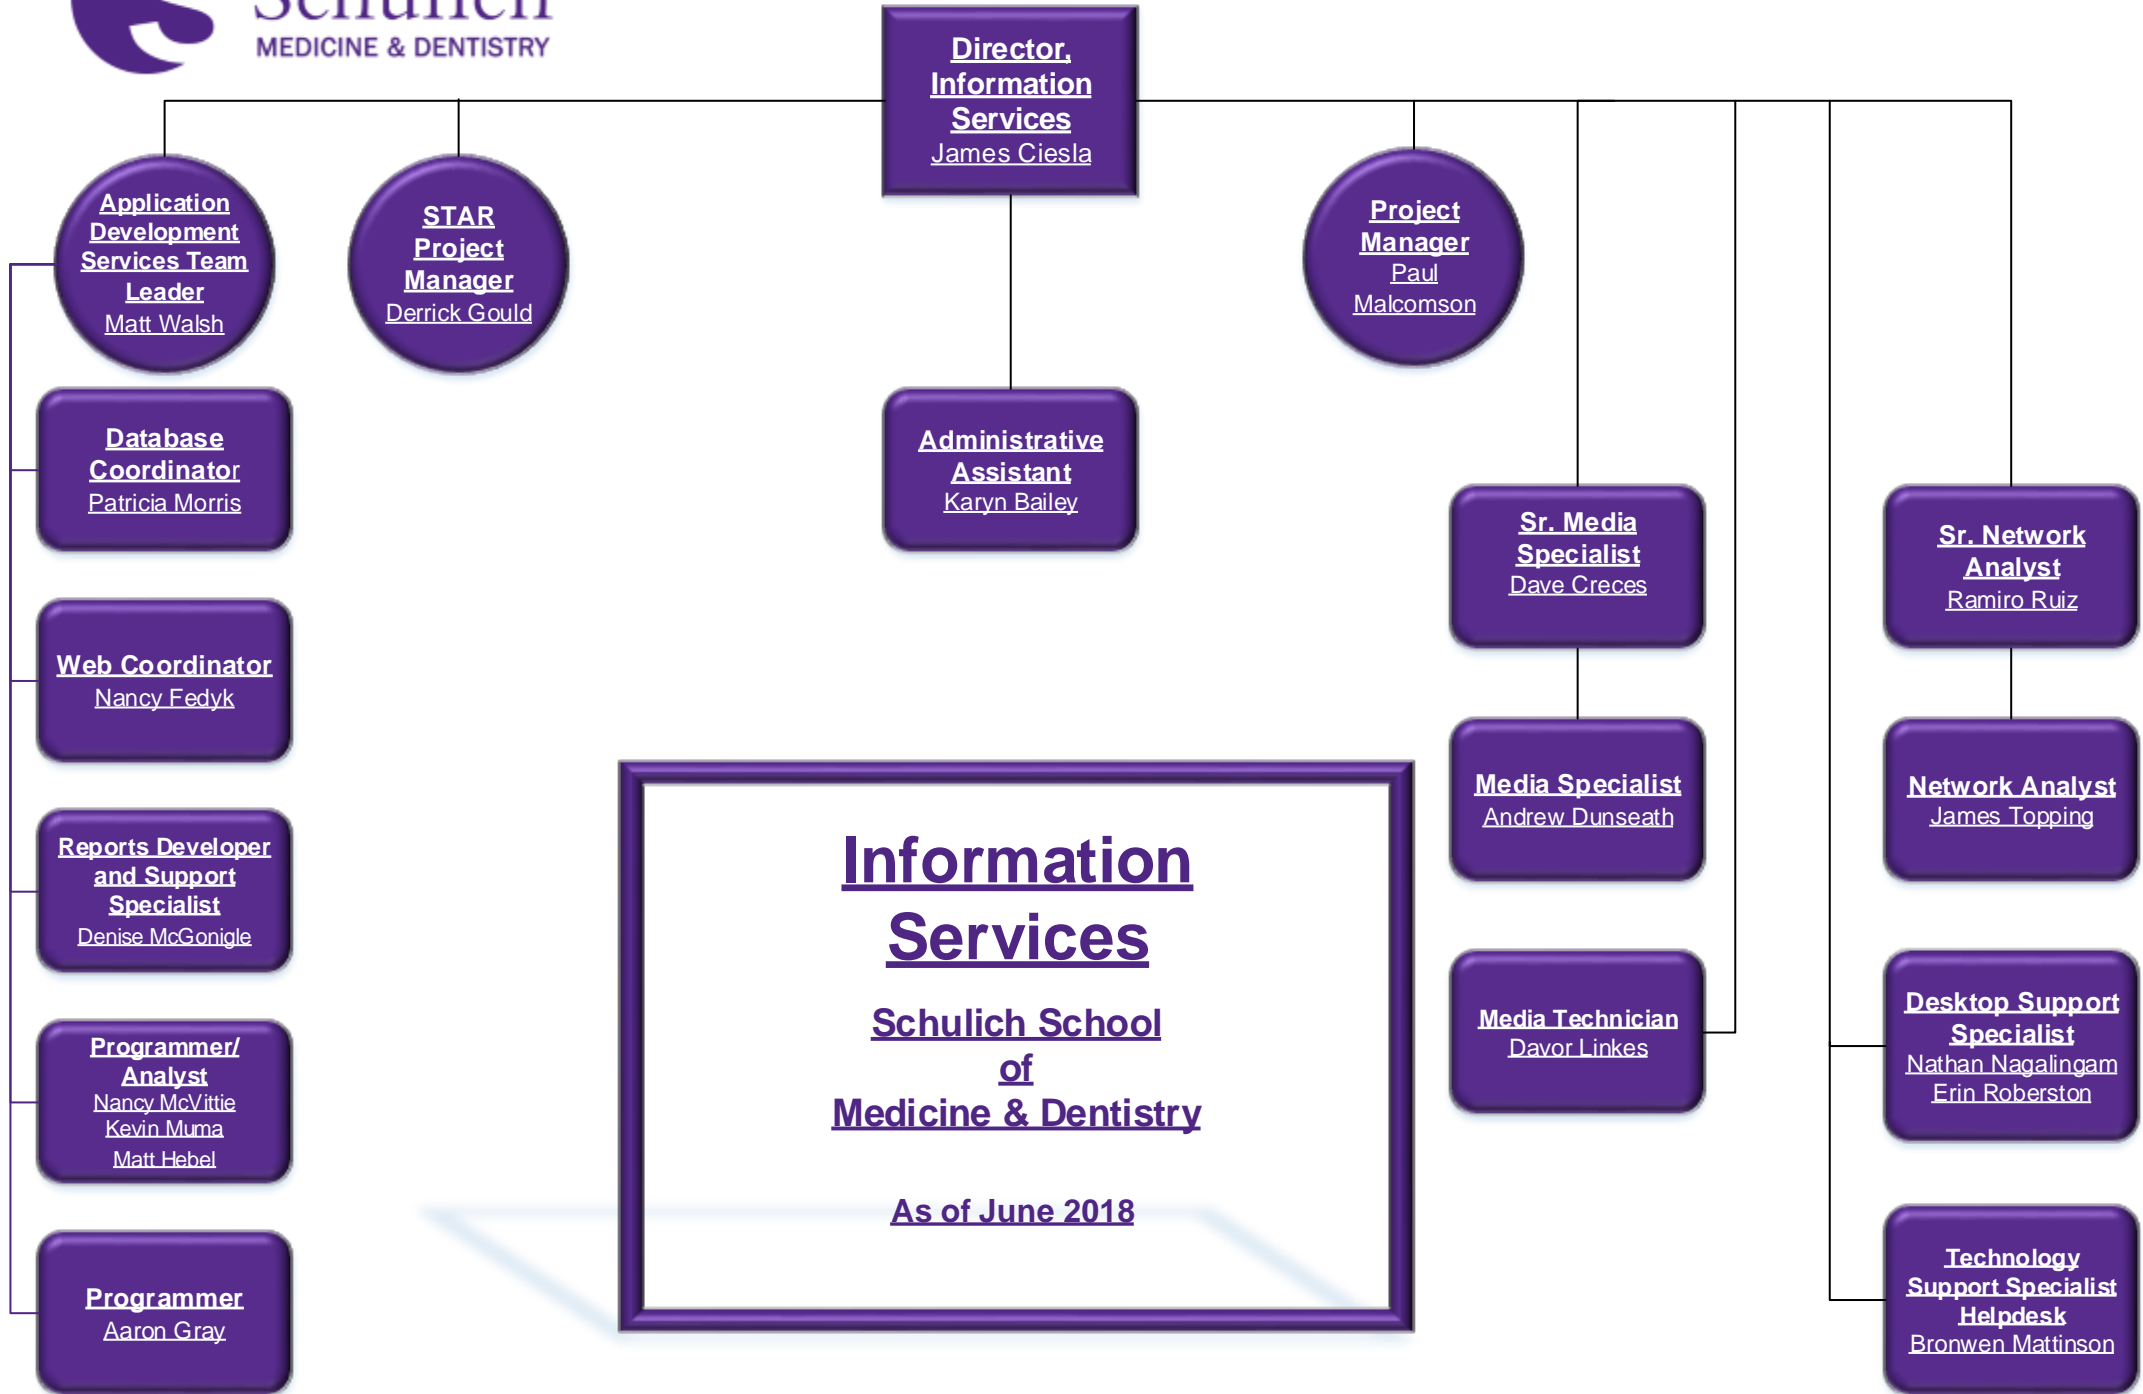 Schulich
MEDICINE & DENTISTRY
Director,
Information
Services
James Ciesla
Application
Development
Services Team
Leader
Matt Walsh
STAR
Project
Manager
Derrick Gould
Project
Manager
Paul
Malcomson
Database
Coordinator
Patricia Morris
Administrative
Assistant
Karyn Bailey
Sr. Media
Specialist
Dave Creces
Sr. Network
Analyst
Ramiro Ruiz
Web Coordinator
Nancy Fedyk
Media Specialist
Andrew Dunseath
Network Analyst
James Topping
Reports Developer
and Support
Specialist
Denise McGonigle
Information
Services
Schulich School
of
Medicine & Dentistry
As of June 2018
Media Technician
Davor Linkes
Desktop Support
Specialist
Nathan Nagalingam
Erin Roberston
Programmer/
Analyst
Nancy McVittie
Kevin Muma
Matt Hebel
Programmer
Aaron Gray
Technology
Support Specialist
Helpdesk
Bronwen Mattinson